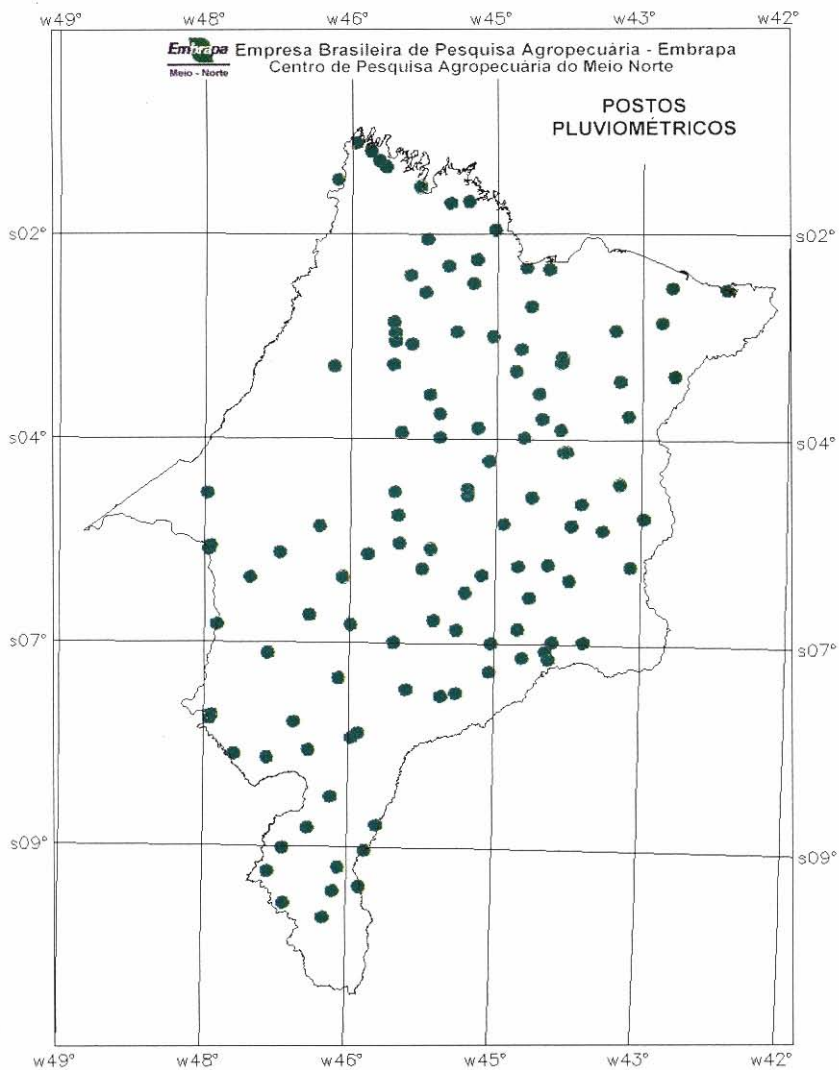 w49° w48° w46° w45° w43° w42°
Embrapa
Meio - Norte
Empresa Brasileira de Pesquisa Agropecuária - Embrapa
Centro de Pesquisa Agropecuária do Meio Norte
POSTOS
PLUVIOMÉTRICOS
s02° s02°
s04° s04°
s07° s07°
s09° s09°
w49° w48° w46° w45° w43° w42°